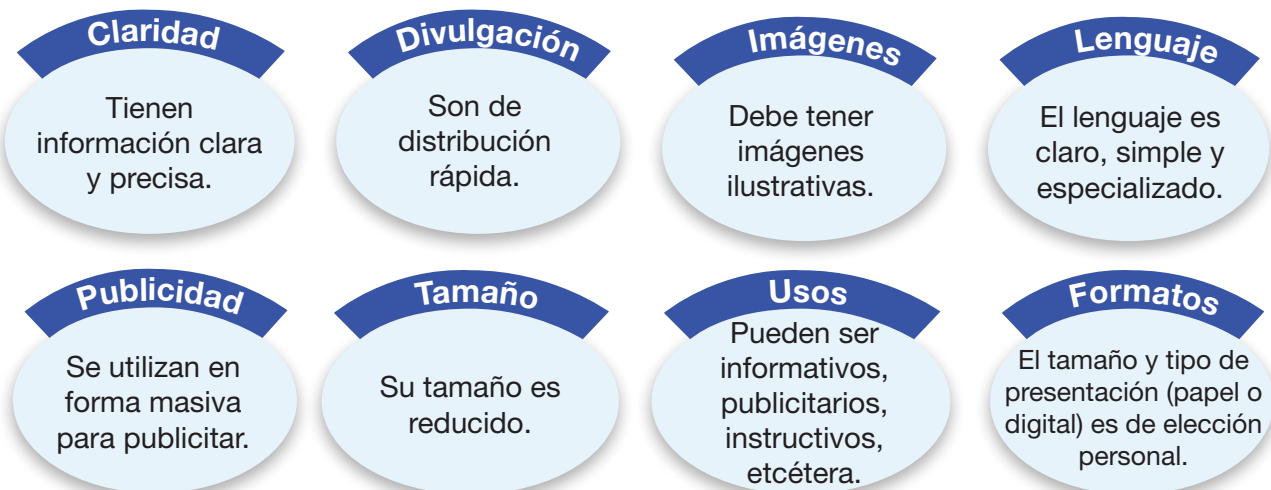 Claridad
Tienen
información clara
y precisa.
Divulgación
Son de
distribución
rápida.
Imágenes
Debe tener
imágenes
ilustrativas.
Lenguaje
El lenguaje es
claro, simple y
especializado.
Publicidad
Se utilizan en
forma masiva
para publicitar.
Tamaño
Su tamaño es
reducido.
Usos
Pueden ser
informativos,
publicitarios,
instructivos,
etcétera.
Formatos
El tamaño y tipo de
presentación (papel o
digital) es de elección
personal.